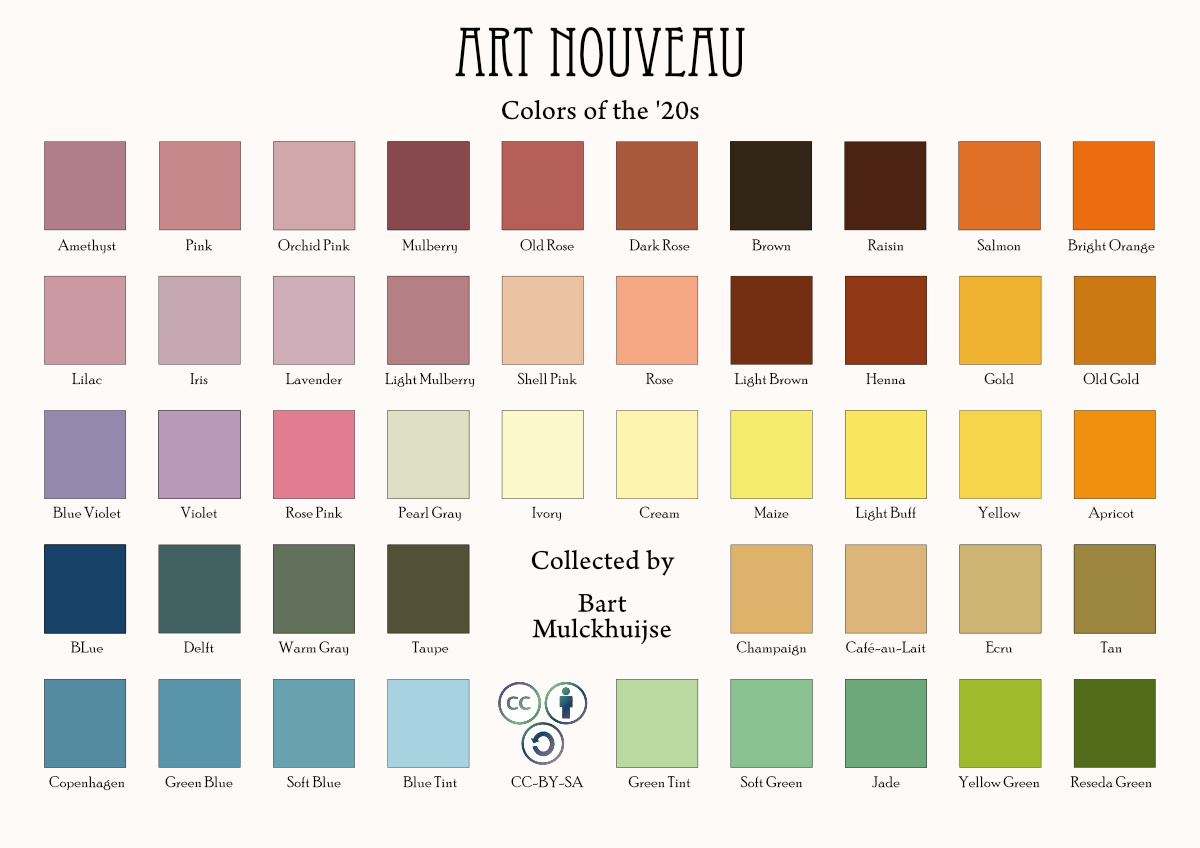 ART NOUVEAU
Colors of the '20s
Amethyst Pink Orchid Pink Mulberry Old Rose Dark Rose Brown Raisin Salmon Bright Orange
Lilac Iris Lavender Light Mulberry Shell Pink Rose Light Brown Henna Gold Old Gold
Blue Violet Violet Rose Pink Pearl Gray Ivory Cream Maize Light Buff Yellow Apricot
Collected by
Bart
Mulckhuijse
BLue Delft Warm Gray Taupe Champaign Café-au-Lait Ecru Tan
CC
Copenhagen Green Blue Soft Blue Blue Tint CC-BY-SA Green Tint Soft Green Jade Yellow Green Reseda Green